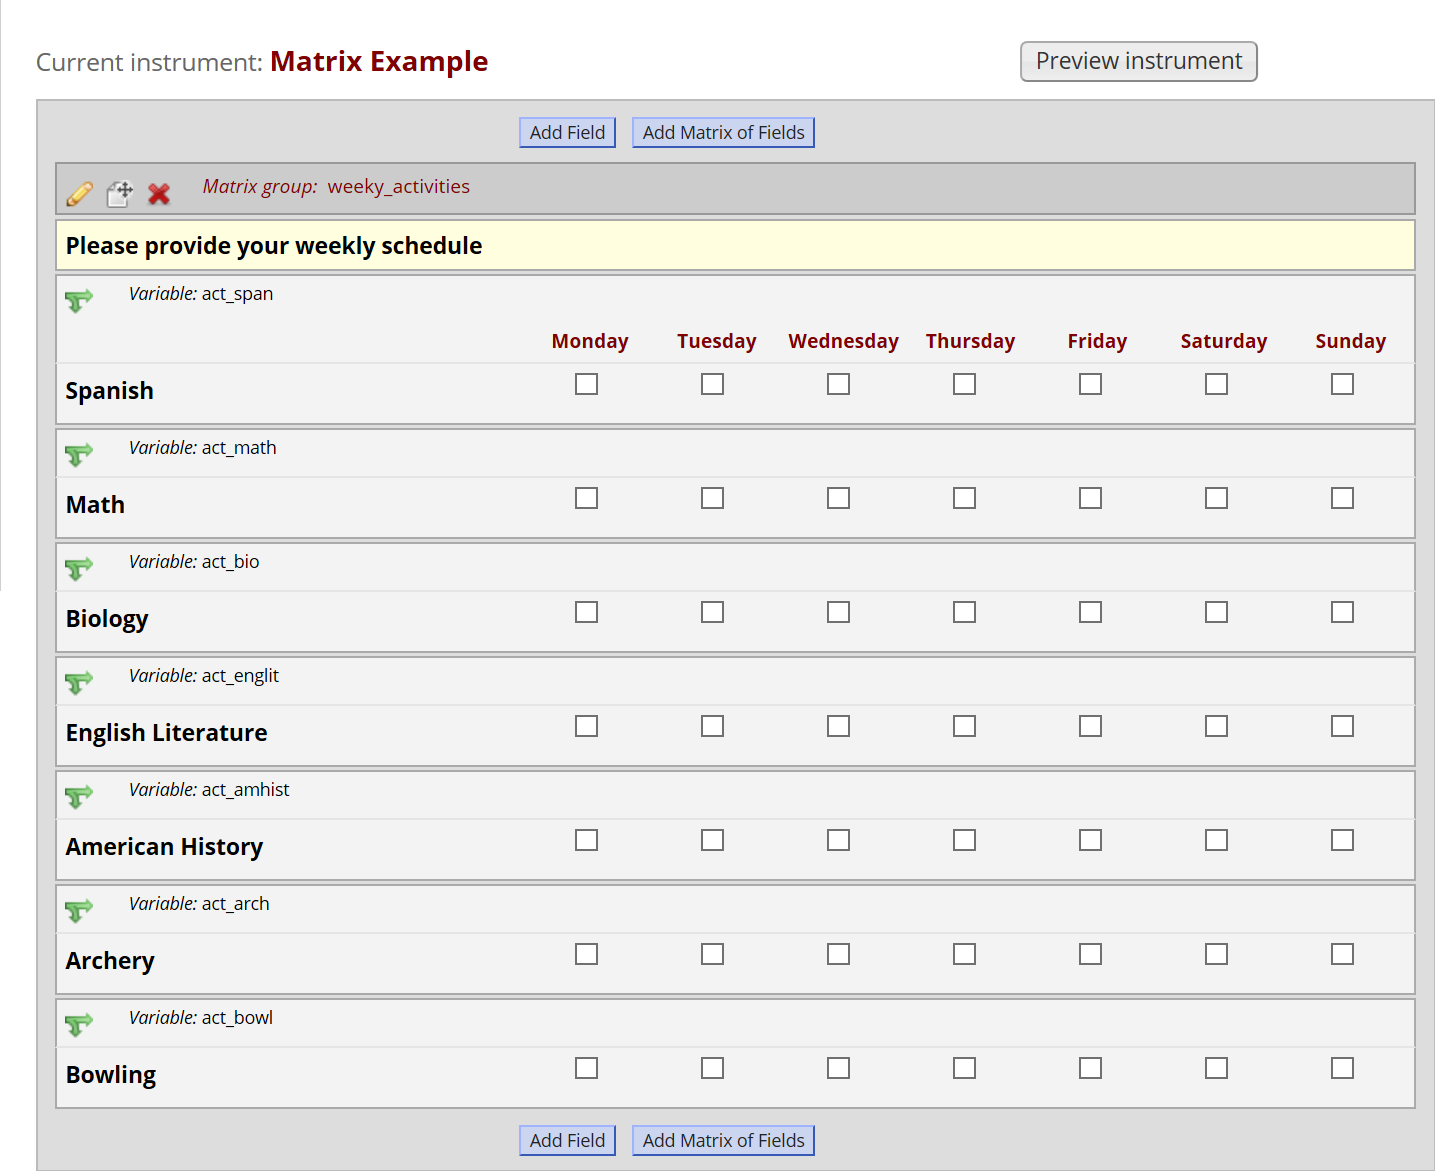 Current instrument: Matrix Example
Preview instrument
Add Field Add Matrix of Fields
Matrix group: weeky_activities
Please provide your weekly schedule
Variable: act_span
Monday Tuesday Wednesday Thursday Friday Saturday Sunday
Spanish
Variable: act_math
Math
Variable: act_bio
Biology
Variable: act_englit
English Literature
Variable: act_amhist
American History
Variable: act_arch
Archery
Variable: act_bowl
Bowling
Add Field Add Matrix of Fields